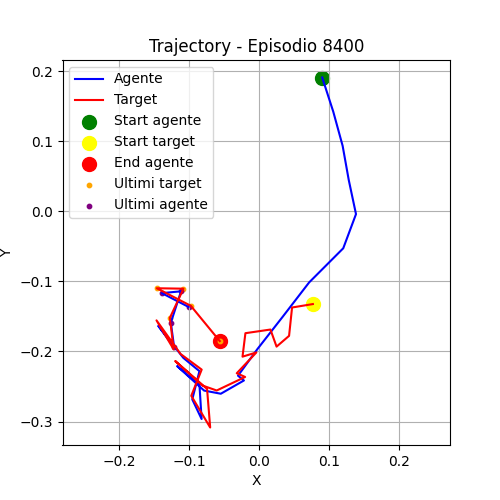 Trajectory - Episodio 8400
Agente
Target
Start agente
Start target
End agente
Ultimi target
Ultimi agente
0.2
0.1
0.0
−0.1
−0.2
−0.3
Y
−0.2
−0.1
0.0
0.1
0.2
X